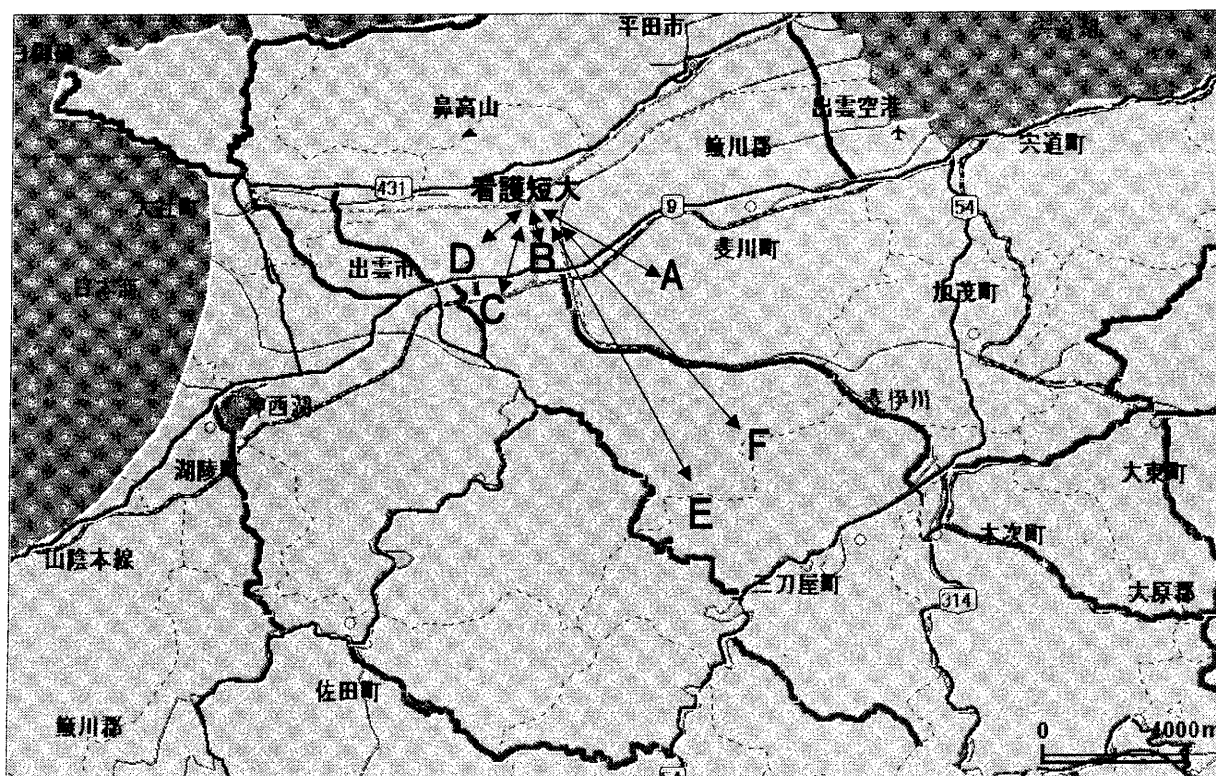 平田市
鼻高山
出雲空港
簸川郡
宍道町
431
看護短大
9
54
大社町
D
B
A
斐川町
出雲市
C
加茂町
日本海
斐伊川
神西湖
F
湖陵町
大東町
E
山陰本線
木次町
三刀屋町
大原郡
314
佐田町
簸川郡
0
4000m
54